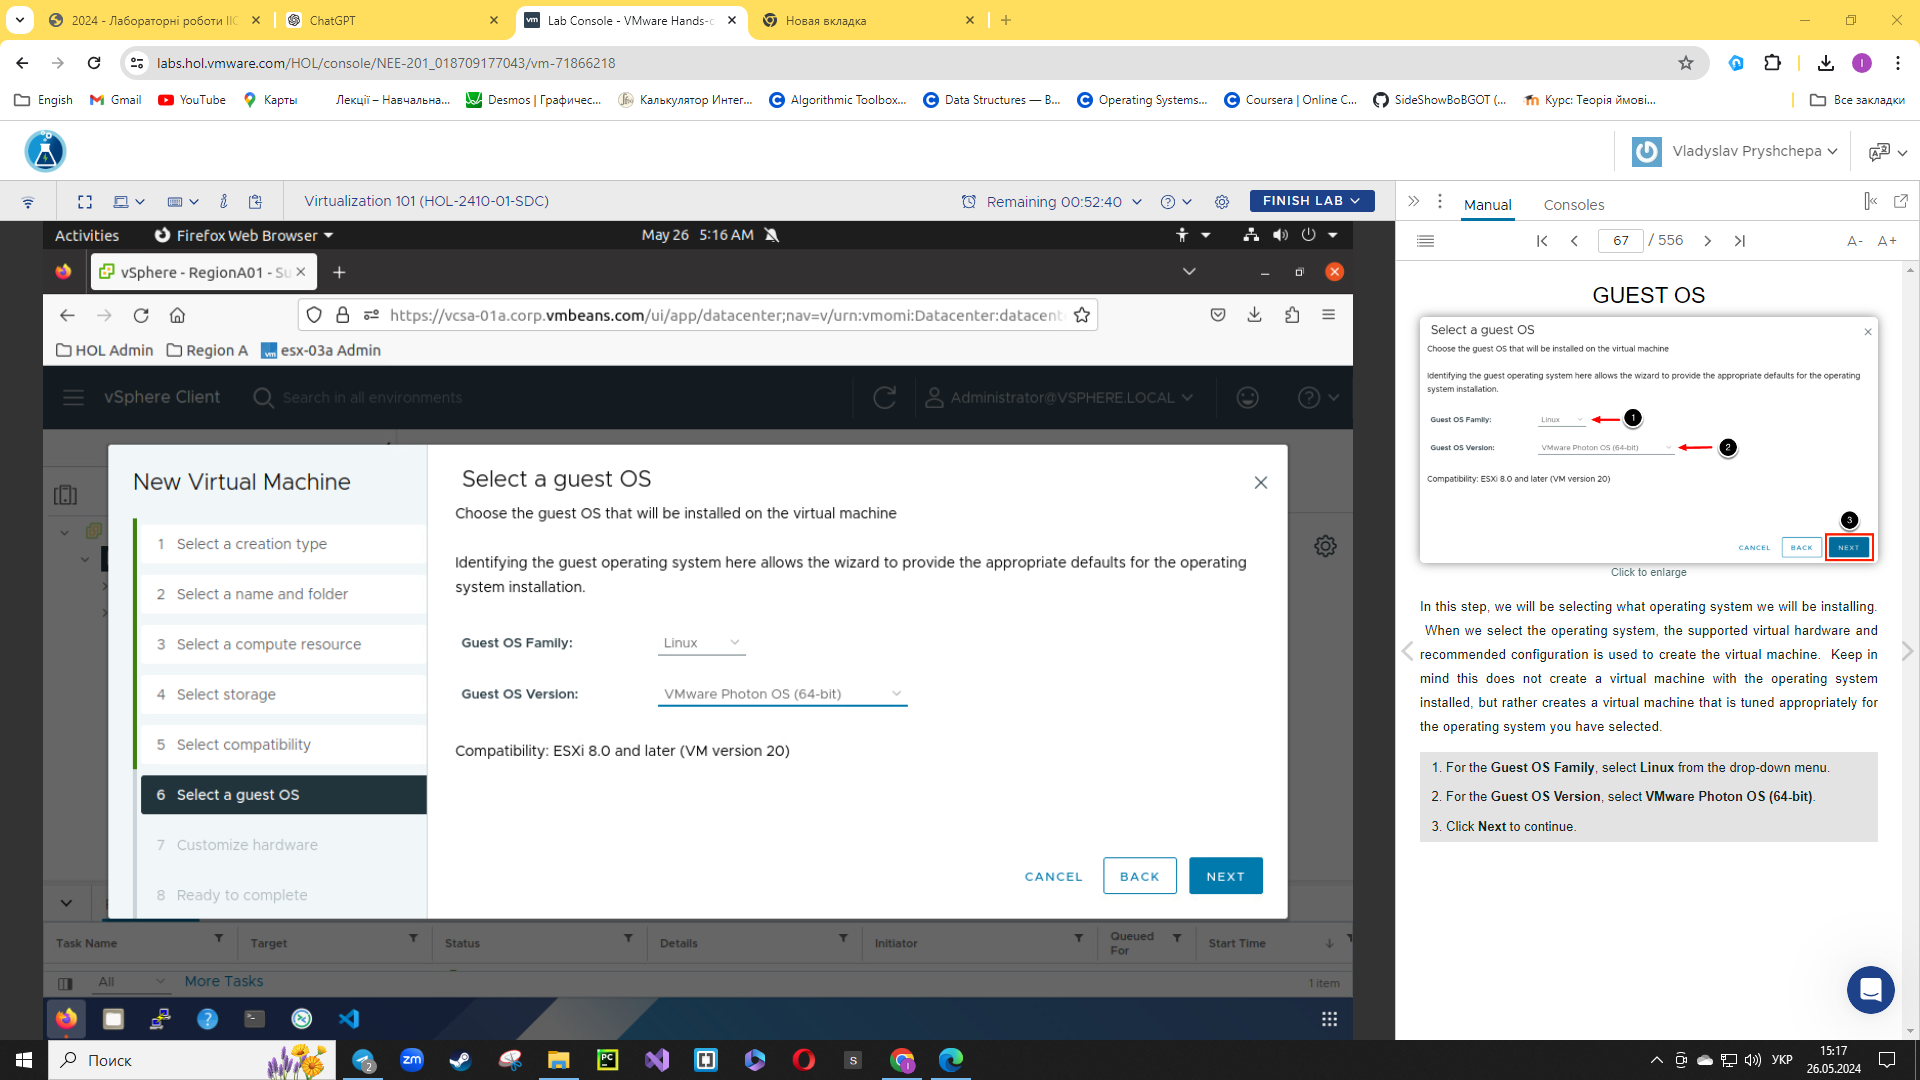 2024 - Лабораторні роботи ІІС
ChatGPT
Lab Console - VMware Hands-o
Новая вкладка
labs.hol.vmware.com/HOL/console/NEE-201_018709177043/vm-71866218
Engish
Gmail
YouTube
Карты
Лекції – Навчальна...
Desmos | Графичес...
Калькулятор Интег...
Algorithmic Toolbox...
Data Structures — B...
Operating Systems...
Coursera | Online C...
SideShowBoBGOT (...
Курс: Теорія ймові...
Все закладки
Vladyslav Pryshchepa
Virtualization 101 (HOL-2410-01-SDC)
Remaining 00:52:40
FINISH LAB
Manual
Consoles
Activities
Firefox Web Browser
May 26 5:16 AM
67 / 556
A-
A+
vSphere - RegionA01 - Su
https://vcsa-01a.corp.vmbeans.com/ui/app/datacenter;nav=v/urn:vmomi:Datacenter:datacent
HOL Admin
Region A
esx-03a Admin
vSphere Client
Search in all environments
Administrator@VSPHERE.LOCAL
New Virtual Machine
1 Select a creation type
2 Select a name and folder
3 Select a compute resource
4 Select storage
5 Select compatibility
6 Select a guest OS
7 Customize hardware
8 Ready to complete
Select a guest OS
Choose the guest OS that will be installed on the virtual machine
Identifying the guest operating system here allows the wizard to provide the appropriate defaults for the operating
system installation.
Guest OS Family:
Linux
Guest OS Version:
VMware Photon OS (64-bit)
Compatibility: ESXi 8.0 and later (VM version 20)
CANCEL
BACK
NEXT
Task Name
Target
Status
Details
Initiator
Queued
For
Start Time
All
More Tasks
1 item
GUEST OS
Select a guest OS
Choose the guest OS that will be installed on the virtual machine
Identifying the guest operating system here allows the wizard to provide the appropriate defaults for the operating
system installation.
Guest OS Family:
Linux
1
Guest OS Version:
VMware Photon OS (64-bit)
2
Compatibility: ESXi 8.0 and later (VM version 20)
3
CANCEL
BACK
NEXT
Click to enlarge
In this step, we will be selecting what operating system we will be installing.
When we select the operating system, the supported virtual hardware and
recommended configuration is used to create the virtual machine. Keep in
mind this does not create a virtual machine with the operating system
installed, but rather creates a virtual machine that is tuned appropriately for
the operating system you have selected.
1. For the Guest OS Family, select Linux from the drop-down menu.
2. For the Guest OS Version, select VMware Photon OS (64-bit).
3. Click Next to continue.
Поиск
2
zm
PC
S
УКР
15:17
26.05.2024